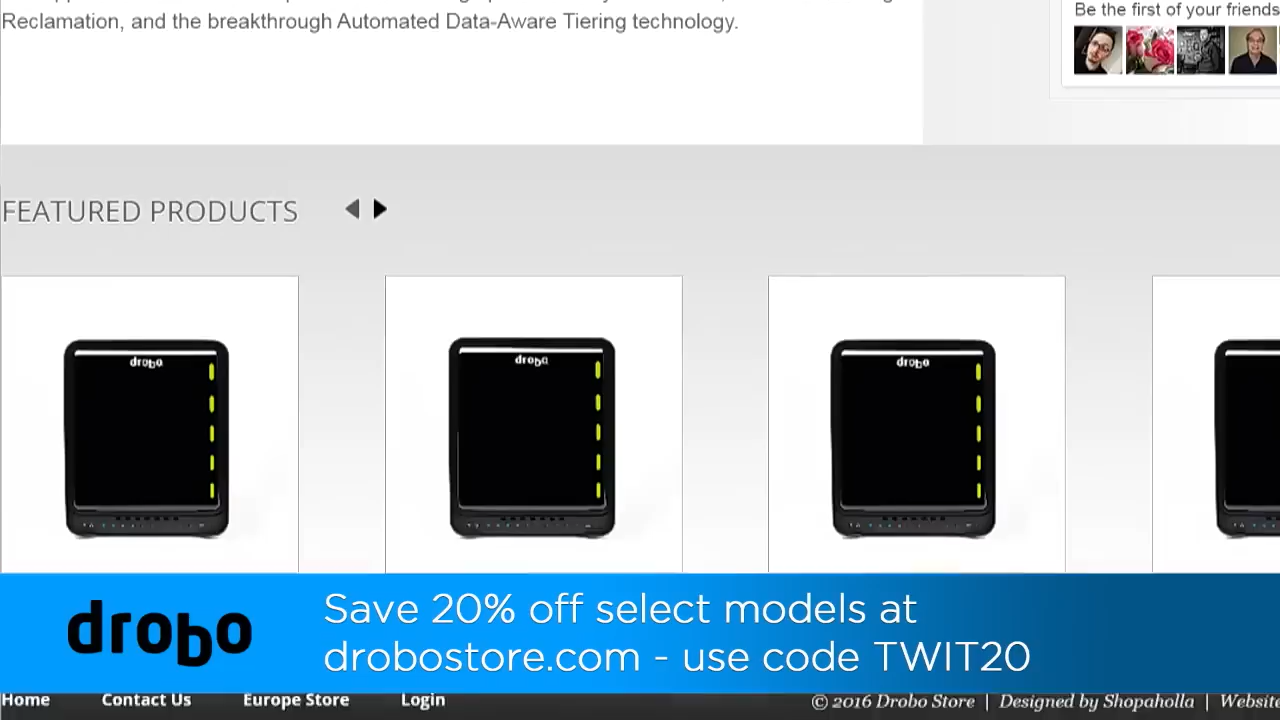 Reclamation, and the breakthrough Automated Data-Aware Tiering technology.
Be the first of your friends
FEATURED PRODUCTS
drobo
drobo
drobo
drobo
Save 20% off select models at
drobostore.com - use code TWIT20
Home Contact Us Europe Store Login
© 2016 Drobo Store | Designed by Shopaholla | Website